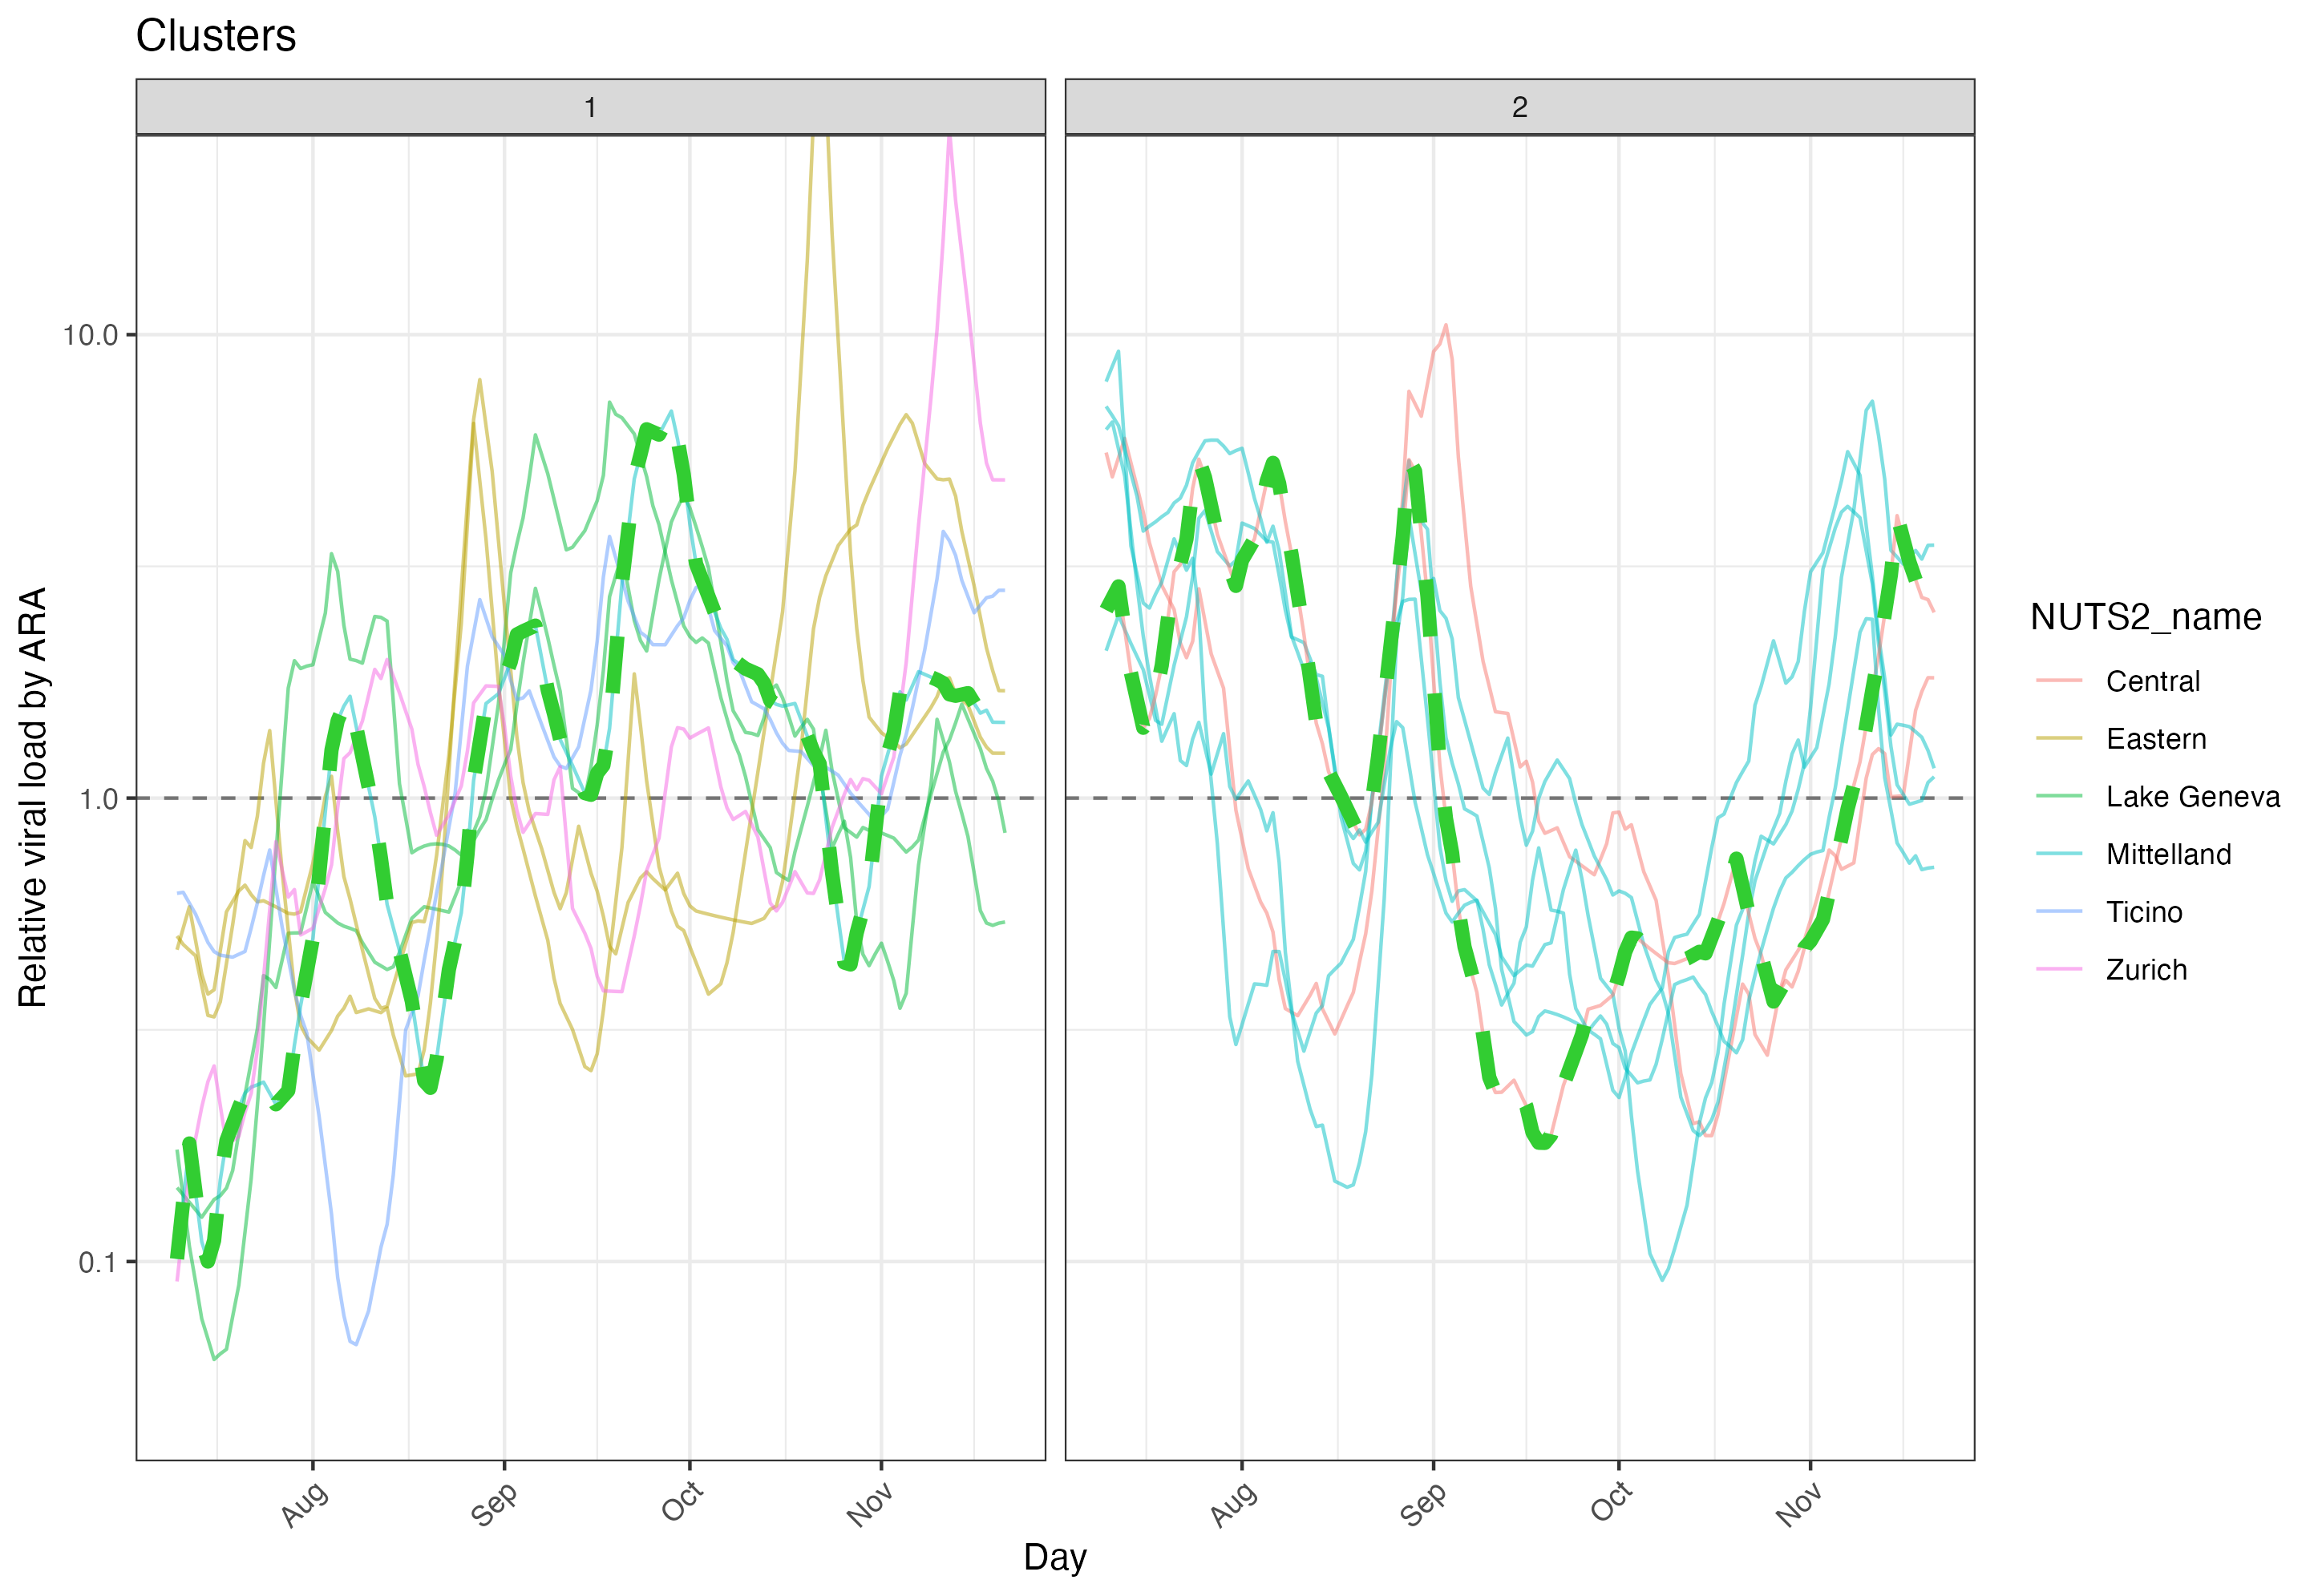 Clusters
1
2
Relative viral load by ARA
10.0
1.0
0.1
Aug
Sep
Oct
Nov
Aug
Sep
Oct
Nov
Day
NUTS2_name
Central
Eastern
Lake Geneva
Mittelland
Ticino
Zurich